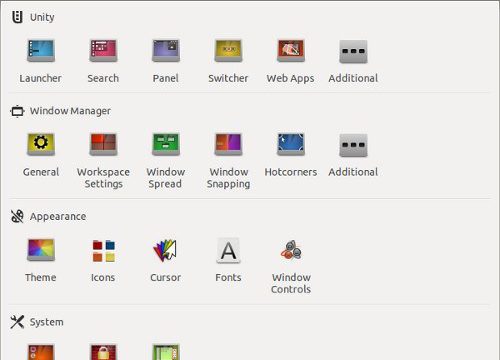 Unity
Launcher Search Panel Switcher Web Apps Additional
Window Manager
General Workspace Settings Window Spread Window Snapping Hotcorners Additional
Appearance
Theme Icons Cursor Fonts Window Controls
System